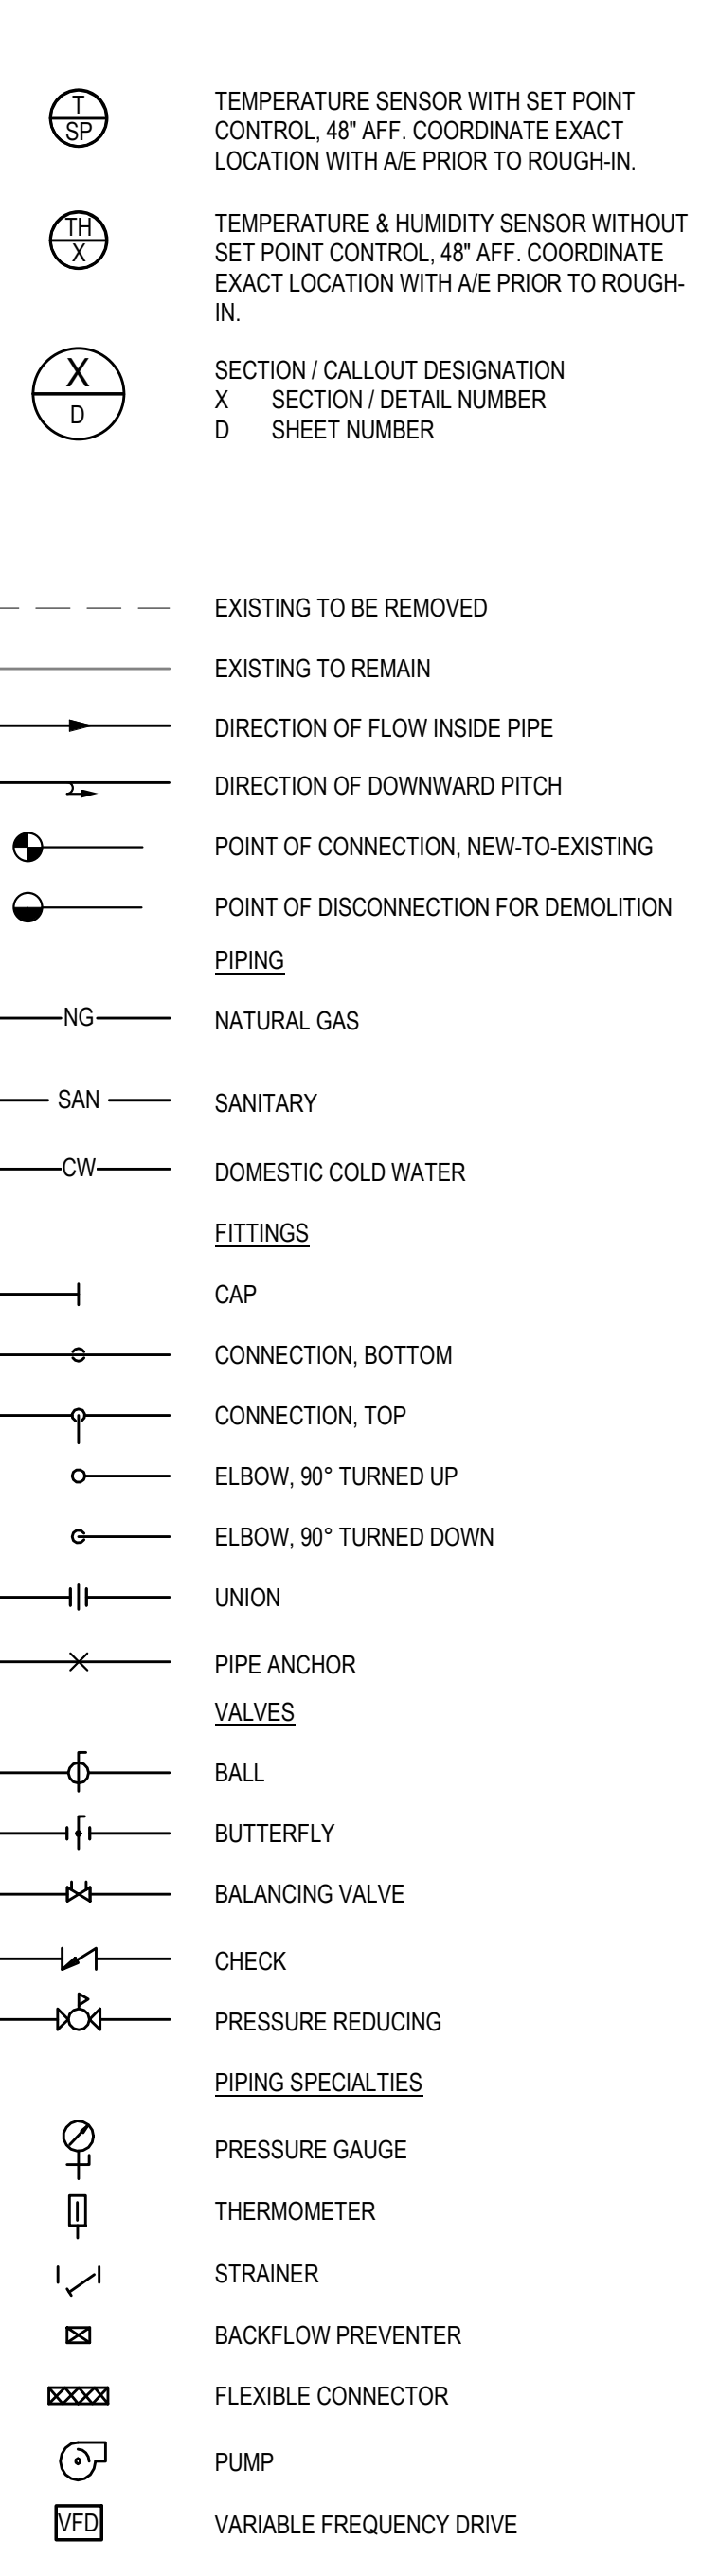 T
SP
TEMPERATURE SENSOR WITH SET POINT
CONTROL, 48" AFF. COORDINATE EXACT
LOCATION WITH A/E PRIOR TO ROUGH-IN.
TH
X
TEMPERATURE & HUMIDITY SENSOR WITHOUT
SET POINT CONTROL, 48" AFF. COORDINATE
EXACT LOCATION WITH A/E PRIOR TO ROUGH-
IN.
X
D
SECTION / CALLOUT DESIGNATION
X SECTION / DETAIL NUMBER
D SHEET NUMBER
EXISTING TO BE REMOVED
EXISTING TO REMAIN
DIRECTION OF FLOW INSIDE PIPE
DIRECTION OF DOWNWARD PITCH
POINT OF CONNECTION, NEW-TO-EXISTING
POINT OF DISCONNECTION FOR DEMOLITION
PIPING
NG NATURAL GAS
SAN SANITARY
CW DOMESTIC COLD WATER
FITTINGS
CAP
CONNECTION, BOTTOM
CONNECTION, TOP
ELBOW, 90° TURNED UP
ELBOW, 90° TURNED DOWN
UNION
PIPE ANCHOR
VALVES
BALL
BUTTERFLY
BALANCING VALVE
CHECK
PRESSURE REDUCING
PIPING SPECIALTIES
PRESSURE GAUGE
THERMOMETER
STRAINER
BACKFLOW PREVENTER
FLEXIBLE CONNECTOR
PUMP
VFD VARIABLE FREQUENCY DRIVE